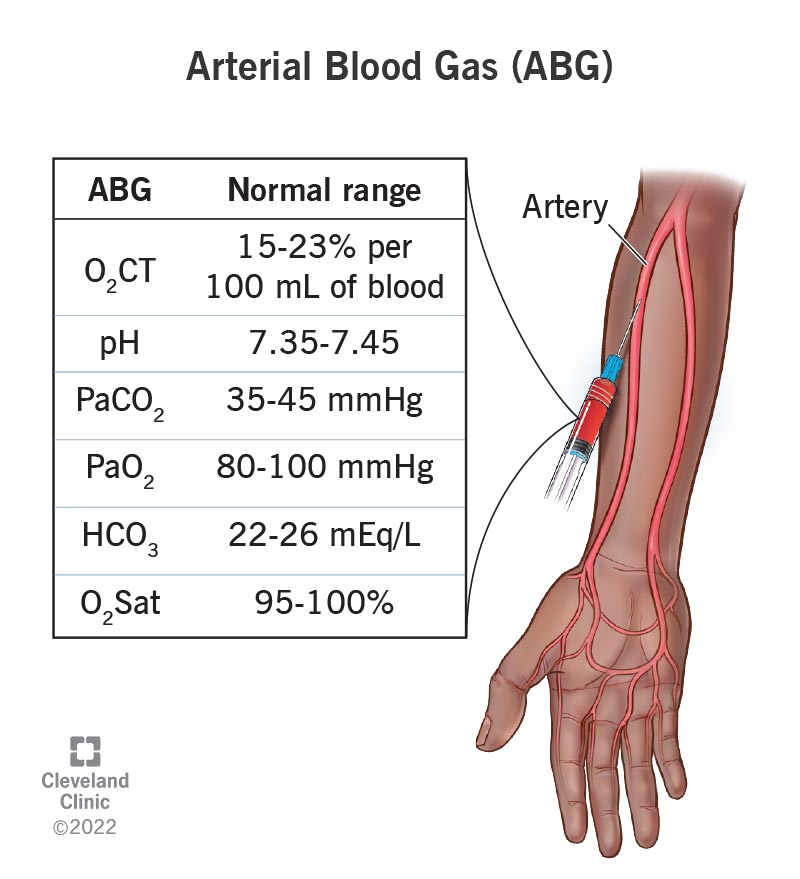 Arterial Blood Gas (ABG)
ABG Normal range
O₂CT 15-23% per
100 mL of blood
pH 7.35-7.45
PaCO₂ 35-45 mmHg
PaO₂ 80-100 mmHg
HCO₃ 22-26 mEq/L
O₂Sat 95-100%
Artery
Cleveland
Clinic
©2022